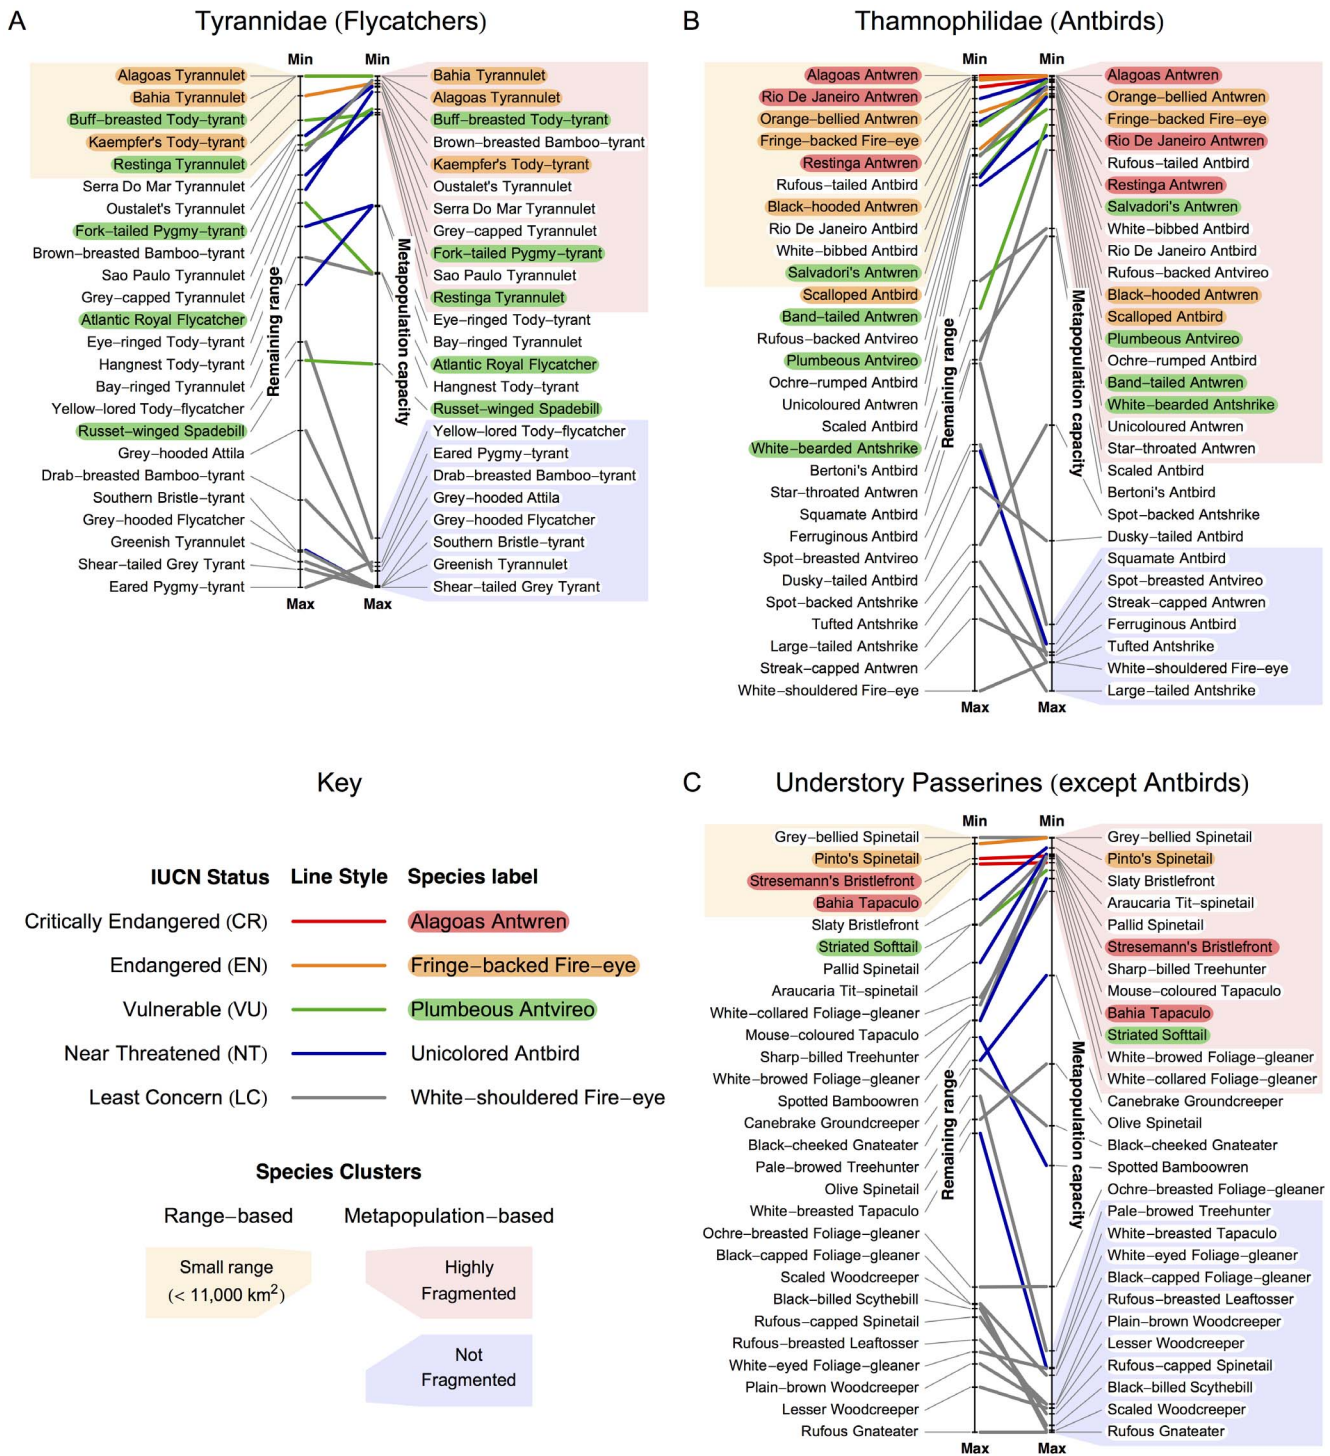 A
Tyrannidae (Flycatchers)
Min
Min
Alagoas Tyrannulet
Bahia Tyrannulet
Buff−breasted Tody−tyrant
Kaempfer's Tody−tyrant
Restinga Tyrannulet
Serra Do Mar Tyrannulet
Oustalet's Tyrannulet
Fork−tailed Pygmy−tyrant
Brown−breasted Bamboo−tyrant
Sao Paulo Tyrannulet
Grey−capped Tyrannulet
Atlantic Royal Flycatcher
Eye−ringed Tody−tyrant
Hangnest Tody−tyrant
Bay−ringed Tyrannulet
Yellow−lored Tody−flycatcher
Russet−winged Spadebill
Grey−hooded Attila
Drab−breasted Bamboo−tyrant
Southern Bristle−tyrant
Grey−hooded Flycatcher
Greenish Tyrannulet
Shear−tailed Grey Tyrant
Eared Pygmy−tyrant
Remaining range
Metapopulation capacity
Bahia Tyrannulet
Alagoas Tyrannulet
Buff−breasted Tody−tyrant
Brown−breasted Bamboo−tyrant
Kaempfer's Tody−tyrant
Oustalet's Tyrannulet
Serra Do Mar Tyrannulet
Grey−capped Tyrannulet
Fork−tailed Pygmy−tyrant
Sao Paulo Tyrannulet
Restinga Tyrannulet
Eye−ringed Tody−tyrant
Bay−ringed Tyrannulet
Atlantic Royal Flycatcher
Hangnest Tody−tyrant
Russet−winged Spadebill
Yellow−lored Tody−flycatcher
Eared Pygmy−tyrant
Drab−breasted Bamboo−tyrant
Grey−hooded Attila
Grey−hooded Flycatcher
Southern Bristle−tyrant
Greenish Tyrannulet
Shear−tailed Grey Tyrant
Max
Max
B
Thamnophilidae (Antbirds)
Min
Min
Alagoas Antwren
Rio De Janeiro Antwren
Orange−bellied Antwren
Fringe−backed Fire−eye
Restinga Antwren
Rufous−tailed Antbird
Black−hooded Antwren
Rio De Janeiro Antbird
White−bibbed Antbird
Salvadori's Antwren
Scalloped Antbird
Band−tailed Antwren
Rufous−backed Antvireo
Plumbeous Antvireo
Ochre−rumped Antbird
Unicoloured Antwren
Scaled Antbird
White−bearded Antshrike
Bertoni's Antbird
Star−throated Antwren
Squamate Antbird
Ferruginous Antbird
Spot−breasted Antvireo
Dusky−tailed Antbird
Spot−backed Antshrike
Tufted Antshrike
Large−tailed Antshrike
Streak−capped Antwren
White−shouldered Fire−eye
Remaining range
Metapopulation capacity
Alagoas Antwren
Orange−bellied Antwren
Fringe−backed Fire−eye
Rio De Janeiro Antwren
Rufous−tailed Antbird
Restinga Antwren
Salvadori's Antwren
White−bibbed Antbird
Rio De Janeiro Antbird
Rufous−backed Antvireo
Black−hooded Antwren
Scalloped Antbird
Plumbeous Antvireo
Ochre−rumped Antbird
Band−tailed Antwren
White−bearded Antshrike
Unicoloured Antwren
Star−throated Antwren
Scaled Antbird
Bertoni's Antbird
Spot−backed Antshrike
Dusky−tailed Antbird
Squamate Antbird
Spot−breasted Antvireo
Streak−capped Antwren
Ferruginous Antbird
Tufted Antshrike
White−shouldered Fire−eye
Large−tailed Antshrike
Max
Max
Key
IUCN Status Line Style Species label
Critically Endangered (CR) Alagoas Antwren
Endangered (EN) Fringe−backed Fire−eye
Vulnerable (VU) Plumbeous Antvireo
Near Threatened (NT) Unicolored Antbird
Least Concern (LC) White−shouldered Fire−eye
Species Clusters
Range−based Metapopulation−based
Small range
(< 11,000 km²)
Highly
Fragmented
Not
Fragmented
C
Understory Passerines (except Antbirds)
Min
Min
Grey−bellied Spinetail
Pinto's Spinetail
Stresemann's Bristlefront
Bahia Tapaculo
Slaty Bristlefront
Striated Softtail
Pallid Spinetail
Araucaria Tit−spinetail
White−collared Foliage−gleaner
Mouse−coloured Tapaculo
Sharp−billed Treehunter
White−browed Foliage−gleaner
Spotted Bamboowren
Canebrake Groundcreeper
Black−cheeked Gnateater
Pale−browed Treehunter
Olive Spinetail
White−breasted Tapaculo
Ochre−breasted Foliage−gleaner
Black−capped Foliage−gleaner
Scaled Woodcreeper
Black−billed Scythebill
Rufous−capped Spinetail
Rufous−breasted Leaftosser
White−eyed Foliage−gleaner
Plain−brown Woodcreeper
Lesser Woodcreeper
Rufous Gnateater
Remaining range
Metapopulation capacity
Grey−bellied Spinetail
Pinto's Spinetail
Slaty Bristlefront
Araucaria Tit−spinetail
Pallid Spinetail
Stresemann's Bristlefront
Sharp−billed Treehunter
Mouse−coloured Tapaculo
Bahia Tapaculo
Striated Softtail
White−browed Foliage−gleaner
White−collared Foliage−gleaner
Canebrake Groundcreeper
Olive Spinetail
Black−cheeked Gnateater
Spotted Bamboowren
Ochre−breasted Foliage−gleaner
Pale−browed Treehunter
White−breasted Tapaculo
White−eyed Foliage−gleaner
Black−capped Foliage−gleaner
Rufous−breasted Leaftosser
Plain−brown Woodcreeper
Lesser Woodcreeper
Rufous−capped Spinetail
Black−billed Scythebill
Scaled Woodcreeper
Rufous Gnateater
Max
Max